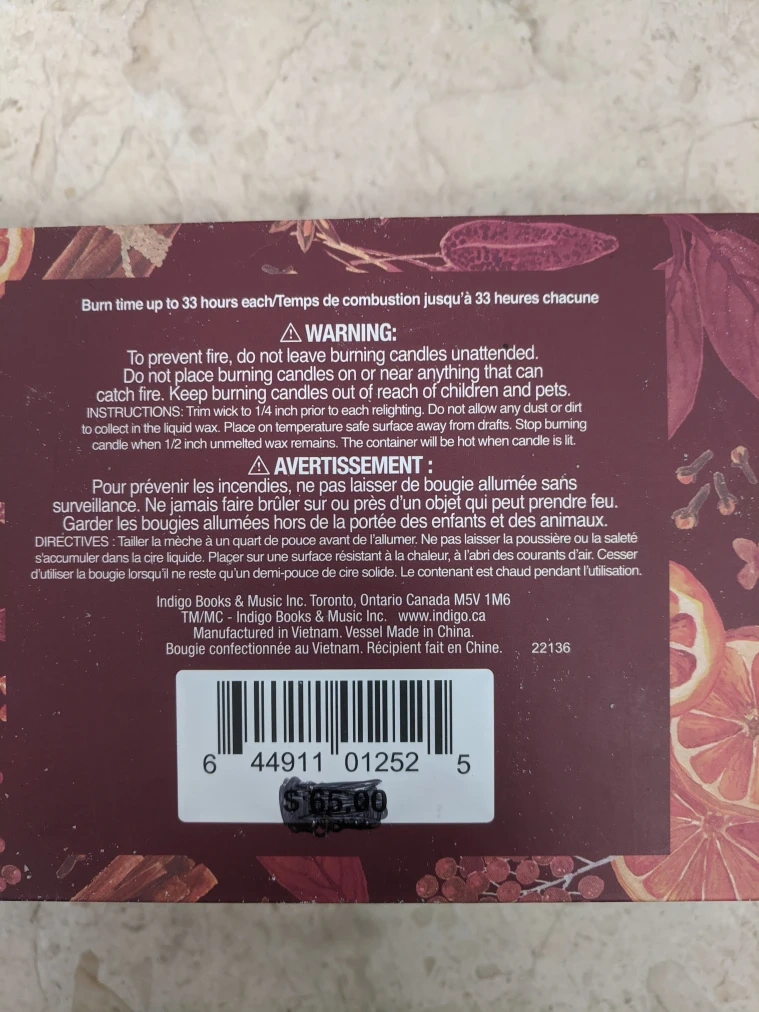 Burn time up to 33 hours each/Temps de combustion jusqu'à 33 heures chacune
⚠ WARNING:
To prevent fire, do not leave burning candles unattended.
Do not place burning candles on or near anything that can
catch fire. Keep burning candles out of reach of children and pets.
INSTRUCTIONS: Trim wick to 1/4 inch prior to each relighting. Do not allow any dust or dirt
to collect in the liquid wax. Place on temperature safe surface away from drafts. Stop burning
candle when 1/2 inch unmelted wax remains. The container will be hot when candle is lit.
⚠ AVERTISSEMENT :
Pour prévenir les incendies, ne pas laisser de bougie allumée sans
surveillance. Ne jamais faire brûler sur ou près d'un objet qui peut prendre feu.
Garder les bougies allumées hors de la portée des enfants et des animaux.
DIRECTIVES : Tailler la mèche à un quart de pouce avant de l'allumer. Ne pas laisser la poussière ou la saleté
s'accumuler dans la cire liquide. Placer sur une surface résistant à la chaleur, à l'abri des courants d'air. Cesser
d'utiliser la bougie lorsqu'il ne reste qu'un demi-pouce de cire solide. Le contenant est chaud pendant l'utilisation.
Indigo Books & Music Inc. Toronto, Ontario Canada M5V 1M6
TM/MC - Indigo Books & Music Inc. www.indigo.ca
Manufactured in Vietnam. Vessel Made in China.
Bougie confectionnée au Vietnam. Récipient fait en Chine. 22136
6 44911 01252 5
$ 65.00